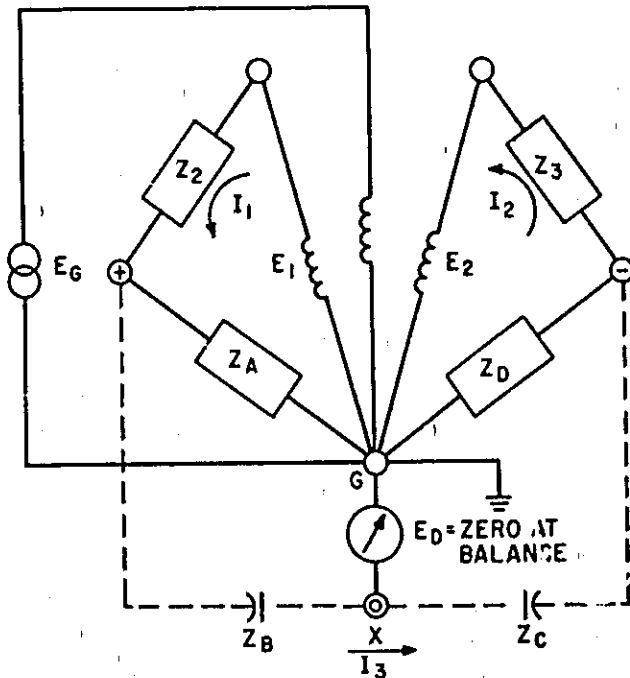 Z2
Z3
I1
I2
EG
+
E1
E2
-
ZA
ZD
G
ED=ZERO AT
BALANCE
ZB
X
ZC
I3